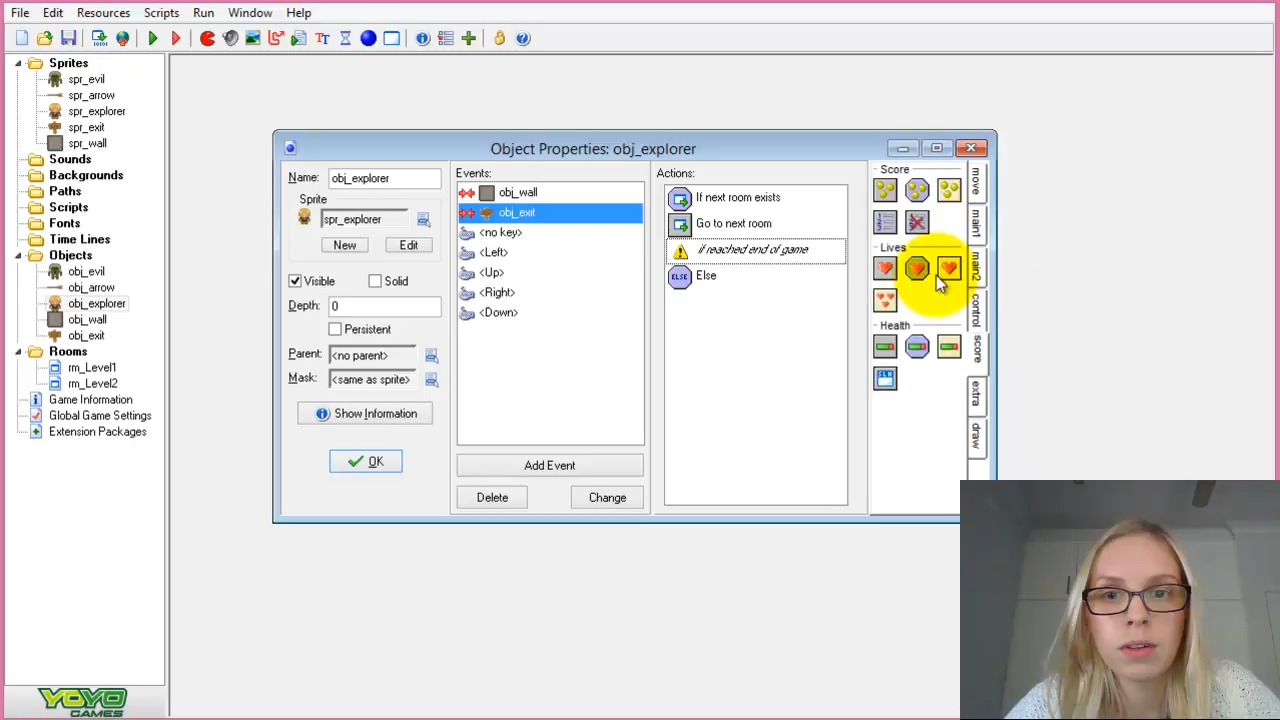 File Edit Resources Scripts Run Window Help
Sprites
spr_evil
spr_arrow
spr_explorer
spr_exit
spr_wall
Sounds
Backgrounds
Paths
Scripts
Fonts
Time Lines
Objects
obj_evil
obj_arrow
obj_explorer
obj_wall
obj_exit
Rooms
rm_Level1
rm_Level2
Game Information
Global Game Settings
Extension Packages
YOYO
GAMES
Object Properties: obj_explorer
Name: obj_explorer
Sprite
spr_explorer
New Edit
Visible Solid
Depth: 0
Persistent
Parent: <no parent>
Mask: <same as sprite>
Show Information
OK
Events:
obj_wall
obj_exit
<no key>
<Left>
<Up>
<Right>
<Down>
Add Event
Delete Change
Actions:
If next room exists
Go to next room
if reached end of game
ELSE Else
Score
Lives
Health
move
main1
main2
control
score
extra
draw